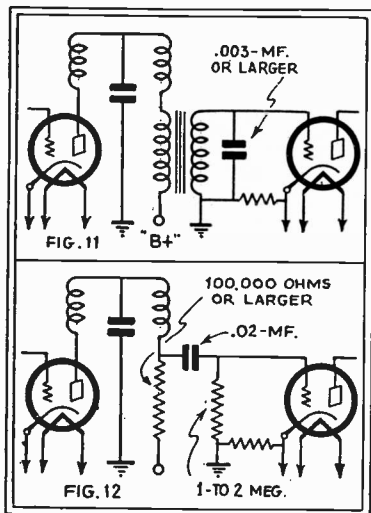 .003-MF.
OR LARGER
FIG. 11
"B+"
100,000 OHMS
OR LARGER
.02-MF.
FIG. 12
1-TO 2 MEG.